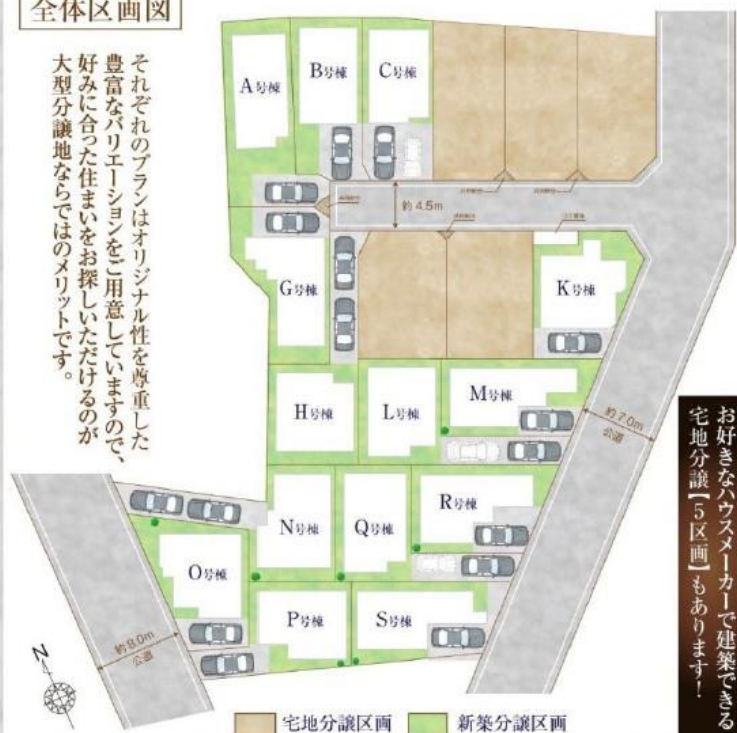 全体区画図
それぞれのプランはオリジナル性を尊重した
豊富なバリエーションをご用意していますので、
好みに合った住まいをお探しいただけるのが
大型分譲地ならではのメリットです。
A号棟
B号棟
C号棟
約4.5m
G号棟
K号棟
H号棟
L号棟
M号棟
約7.0m
公道
N号棟
Q号棟
R号棟
O号棟
P号棟
S号棟
約8.0m
公道
N
お好きなハウスメーカーで建築できる
宅地分譲【5区画】もあります!
宅地分譲区画
新築分譲区画